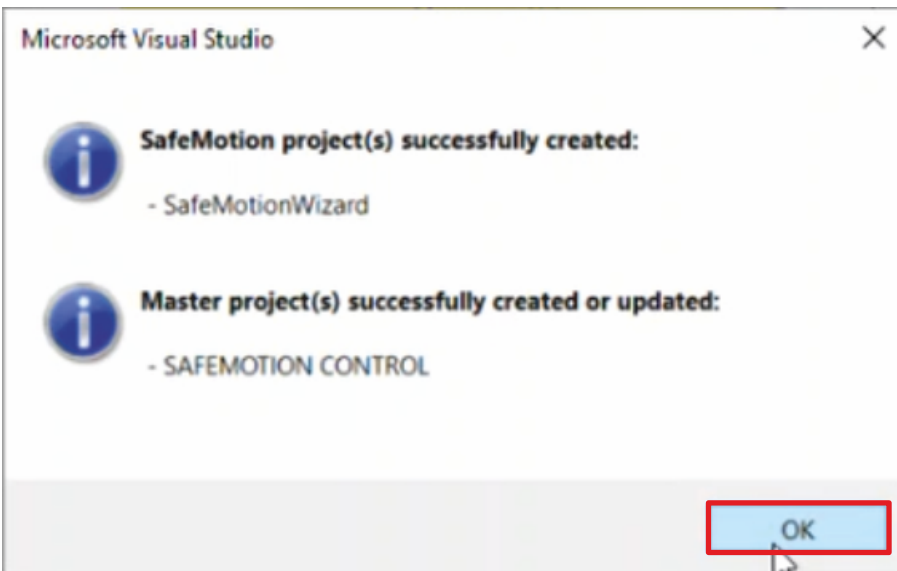 Microsoft Visual Studio
SafeMotion project(s) successfully created:
- SafeMotionWizard
Master project(s) successfully created or updated:
- SAFEMOTION CONTROL
OK